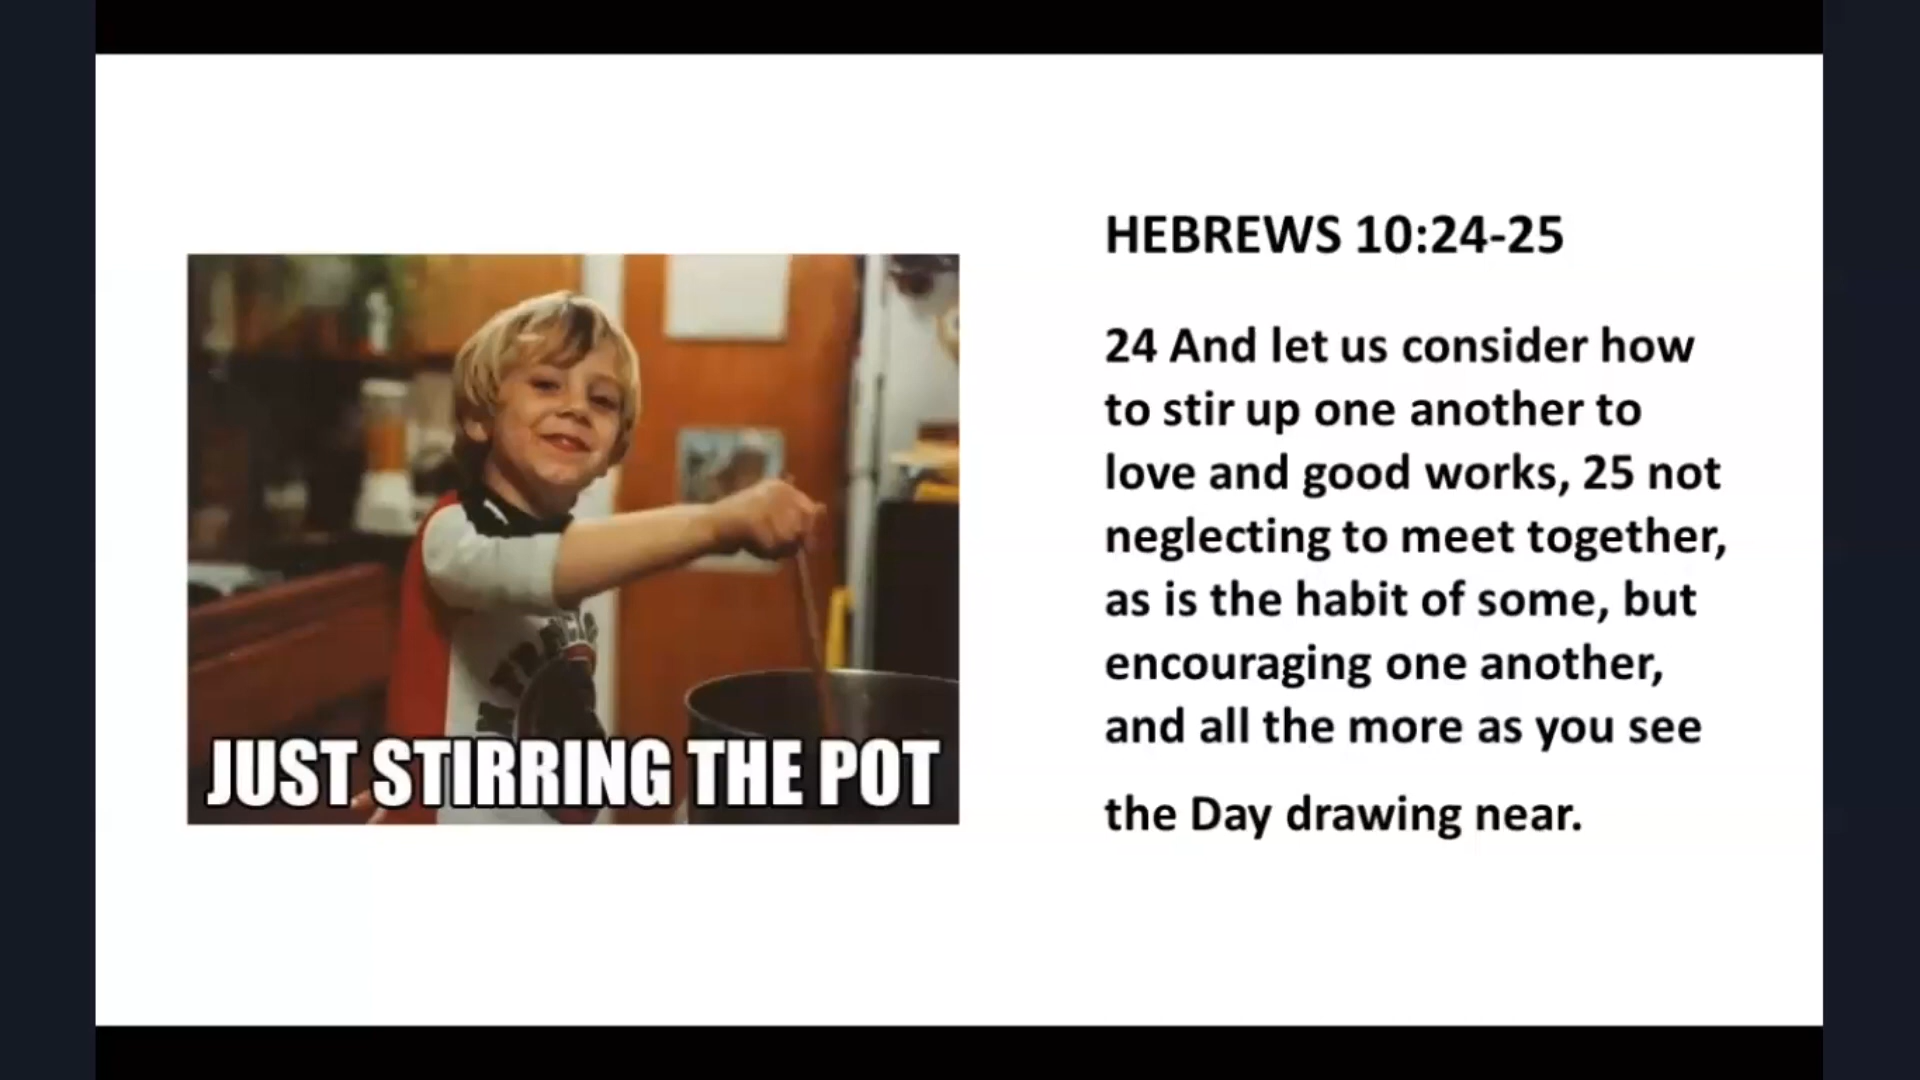 JUST STIRRING THE POT
HEBREWS 10:24-25
24 And let us consider how
to stir up one another to
love and good works, 25 not
neglecting to meet together,
as is the habit of some, but
encouraging one another,
and all the more as you see
the Day drawing near.